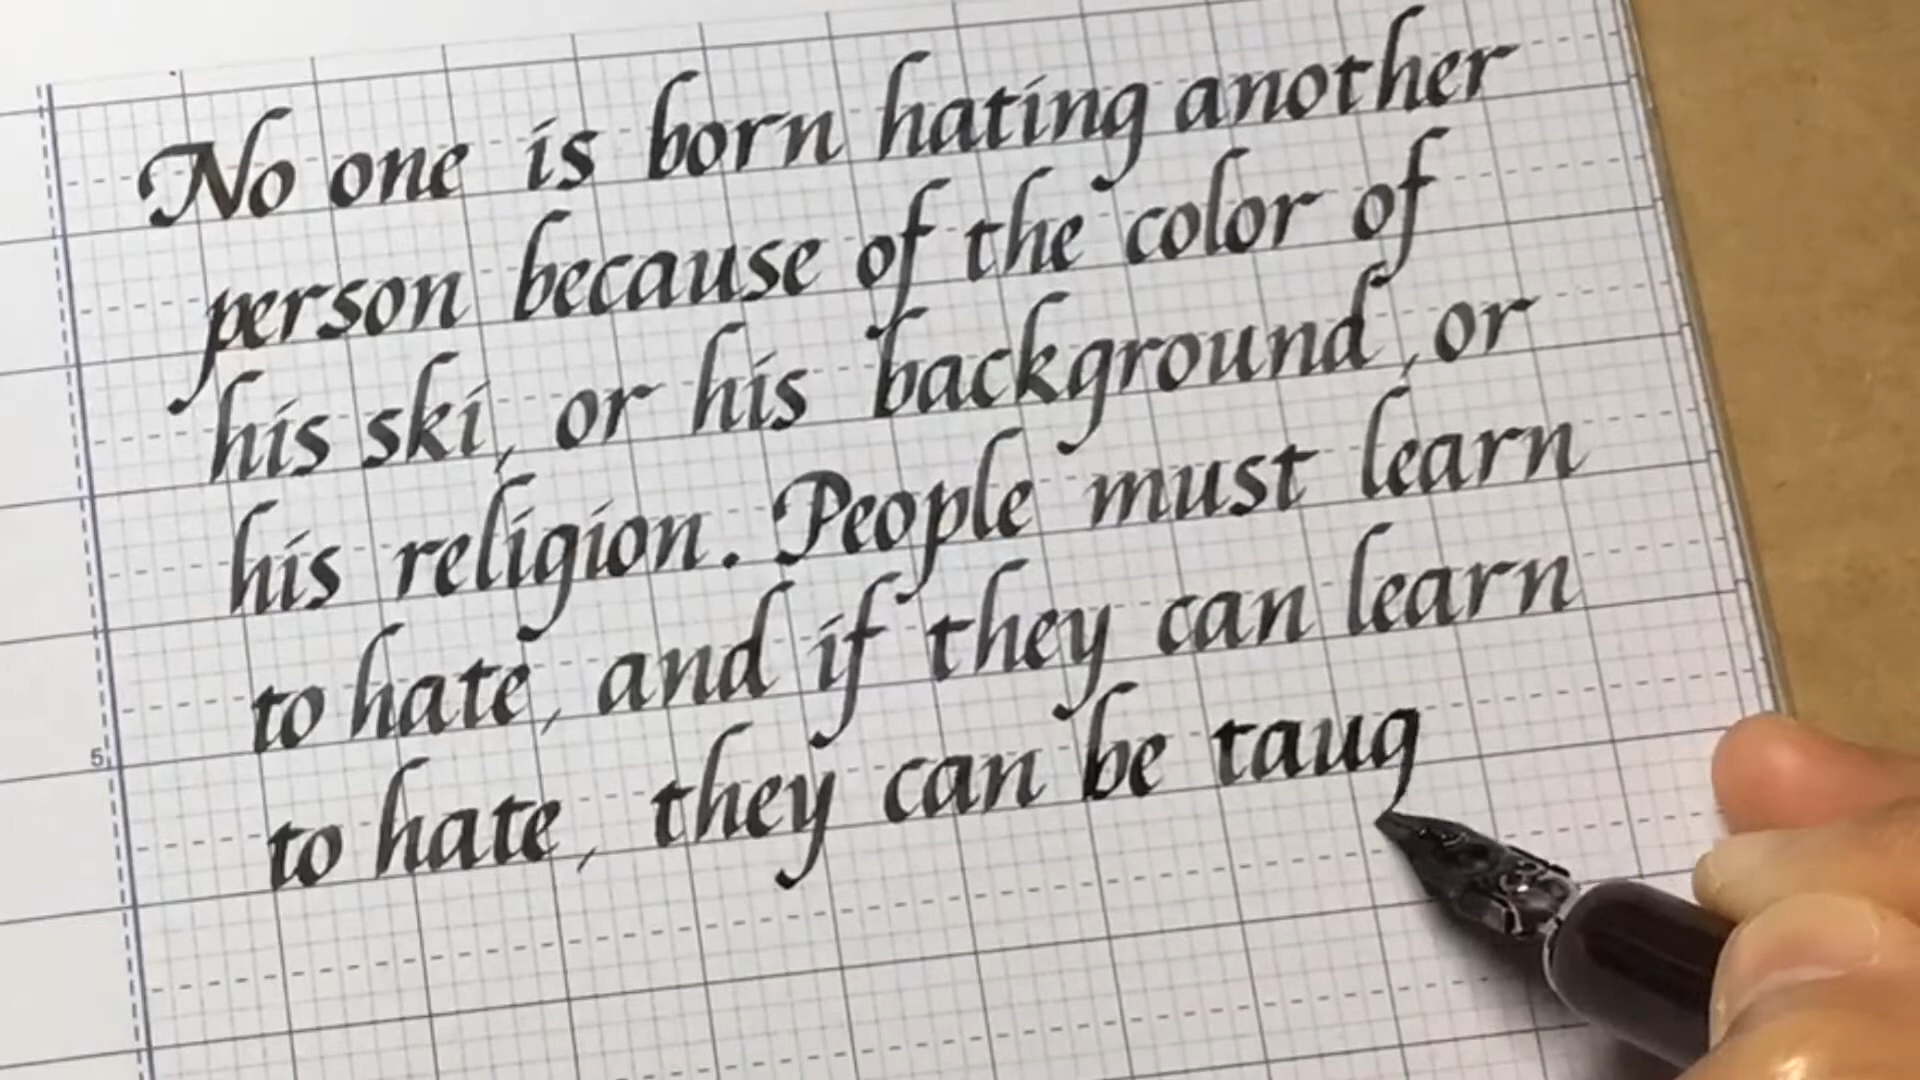 No one is born hating another
person because of the color of
his ski, or his background, or
his religion. People must learn
to hate, and if they can learn
5
to hate, they can be taug